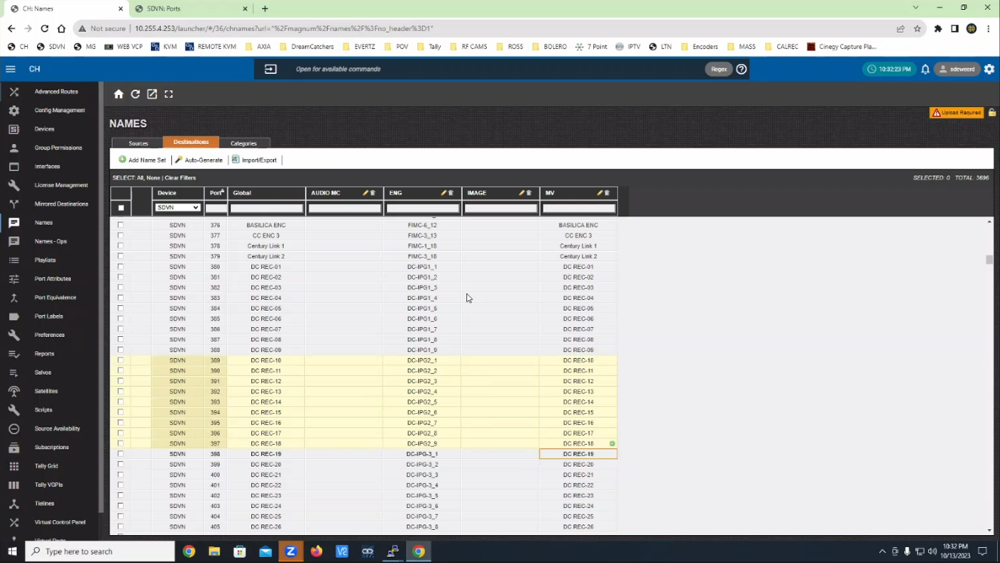 CH: Names
SDVN: Ports
Not secure 10.255.4.253/launcher/#/36/chnames?url="%2Fmagnum%2Fnames%2F%3Fno_header%3D1"
CH SDVN MG WEB VCP KVM REMOTE KVM AXIA DreamCatchers EVERTZ POV Tally RF CAMS ROSS BOLERO 7 Point IPTV LTN Encoders MASS CALREC Cinegy Capture Pla...
CH Open for available commands Regex 10:32:23 PM sdeweerd
Advanced Routes
Config Management
Devices
Group Permissions
Interfaces
License Management
Mirrored Destinations
Names
Names - Ops
Playlists
Port Attributes
Port Equivalence
Port Labels
Preferences
Reports
Salvos
Satellites
Scripts
Source Availability
Subscriptions
Tally Grid
Tally VGPIs
Tielines
Virtual Control Panel
NAMES
Upload Required
Sources Destinations Categories
Add Name Set Auto-Generate Import/Export
SELECT: All, None | Clear Filters SELECTED: 0 TOTAL: 3696
Device Port Global AUDIO MC ENG IMAGE MV
SDVN
SDVN 376 BASILICA ENC FIMC-6_12 BASILICA ENC
SDVN 377 CC ENC 3 FIMC-3_13 CC ENC 3
SDVN 378 Century Link 1 FIMC-1_18 Century Link 1
SDVN 379 Century Link 2 FIMC-3_18 Century Link 2
SDVN 380 DC REC-01 DC-IPG1_1 DC REC-01
SDVN 381 DC REC-02 DC-IPG1_2 DC REC-02
SDVN 382 DC REC-03 DC-IPG1_3 DC REC-03
SDVN 383 DC REC-04 DC-IPG1_4 DC REC-04
SDVN 384 DC REC-05 DC-IPG1_5 DC REC-05
SDVN 385 DC REC-06 DC-IPG1_6 DC REC-06
SDVN 386 DC REC-07 DC-IPG1_7 DC REC-07
SDVN 387 DC REC-08 DC-IPG1_8 DC REC-08
SDVN 388 DC REC-09 DC-IPG1_9 DC REC-09
SDVN 389 DC REC-10 DC-IPG2_1 DC REC-10
SDVN 390 DC REC-11 DC-IPG2_2 DC REC-11
SDVN 391 DC REC-12 DC-IPG2_3 DC REC-12
SDVN 392 DC REC-13 DC-IPG2_4 DC REC-13
SDVN 393 DC REC-14 DC-IPG2_5 DC REC-14
SDVN 394 DC REC-15 DC-IPG2_6 DC REC-15
SDVN 395 DC REC-16 DC-IPG2_7 DC REC-16
SDVN 396 DC REC-17 DC-IPG2_8 DC REC-17
SDVN 397 DC REC-18 DC-IPG2_9 DC REC-18
SDVN 398 DC REC-19 DC-IPG-3_1 DC REC-19
SDVN 399 DC REC-20 DC-IPG-3_2 DC REC-20
SDVN 400 DC REC-21 DC-IPG-3_3 DC REC-21
SDVN 401 DC REC-22 DC-IPG-3_4 DC REC-22
SDVN 402 DC REC-23 DC-IPG-3_5 DC REC-23
SDVN 403 DC REC-24 DC-IPG-3_6 DC REC-24
SDVN 404 DC REC-25 DC-IPG-3_7 DC REC-25
SDVN 405 DC REC-26 DC-IPG-3_8 DC REC-26
Type here to search
10:32 PM
10/13/2023